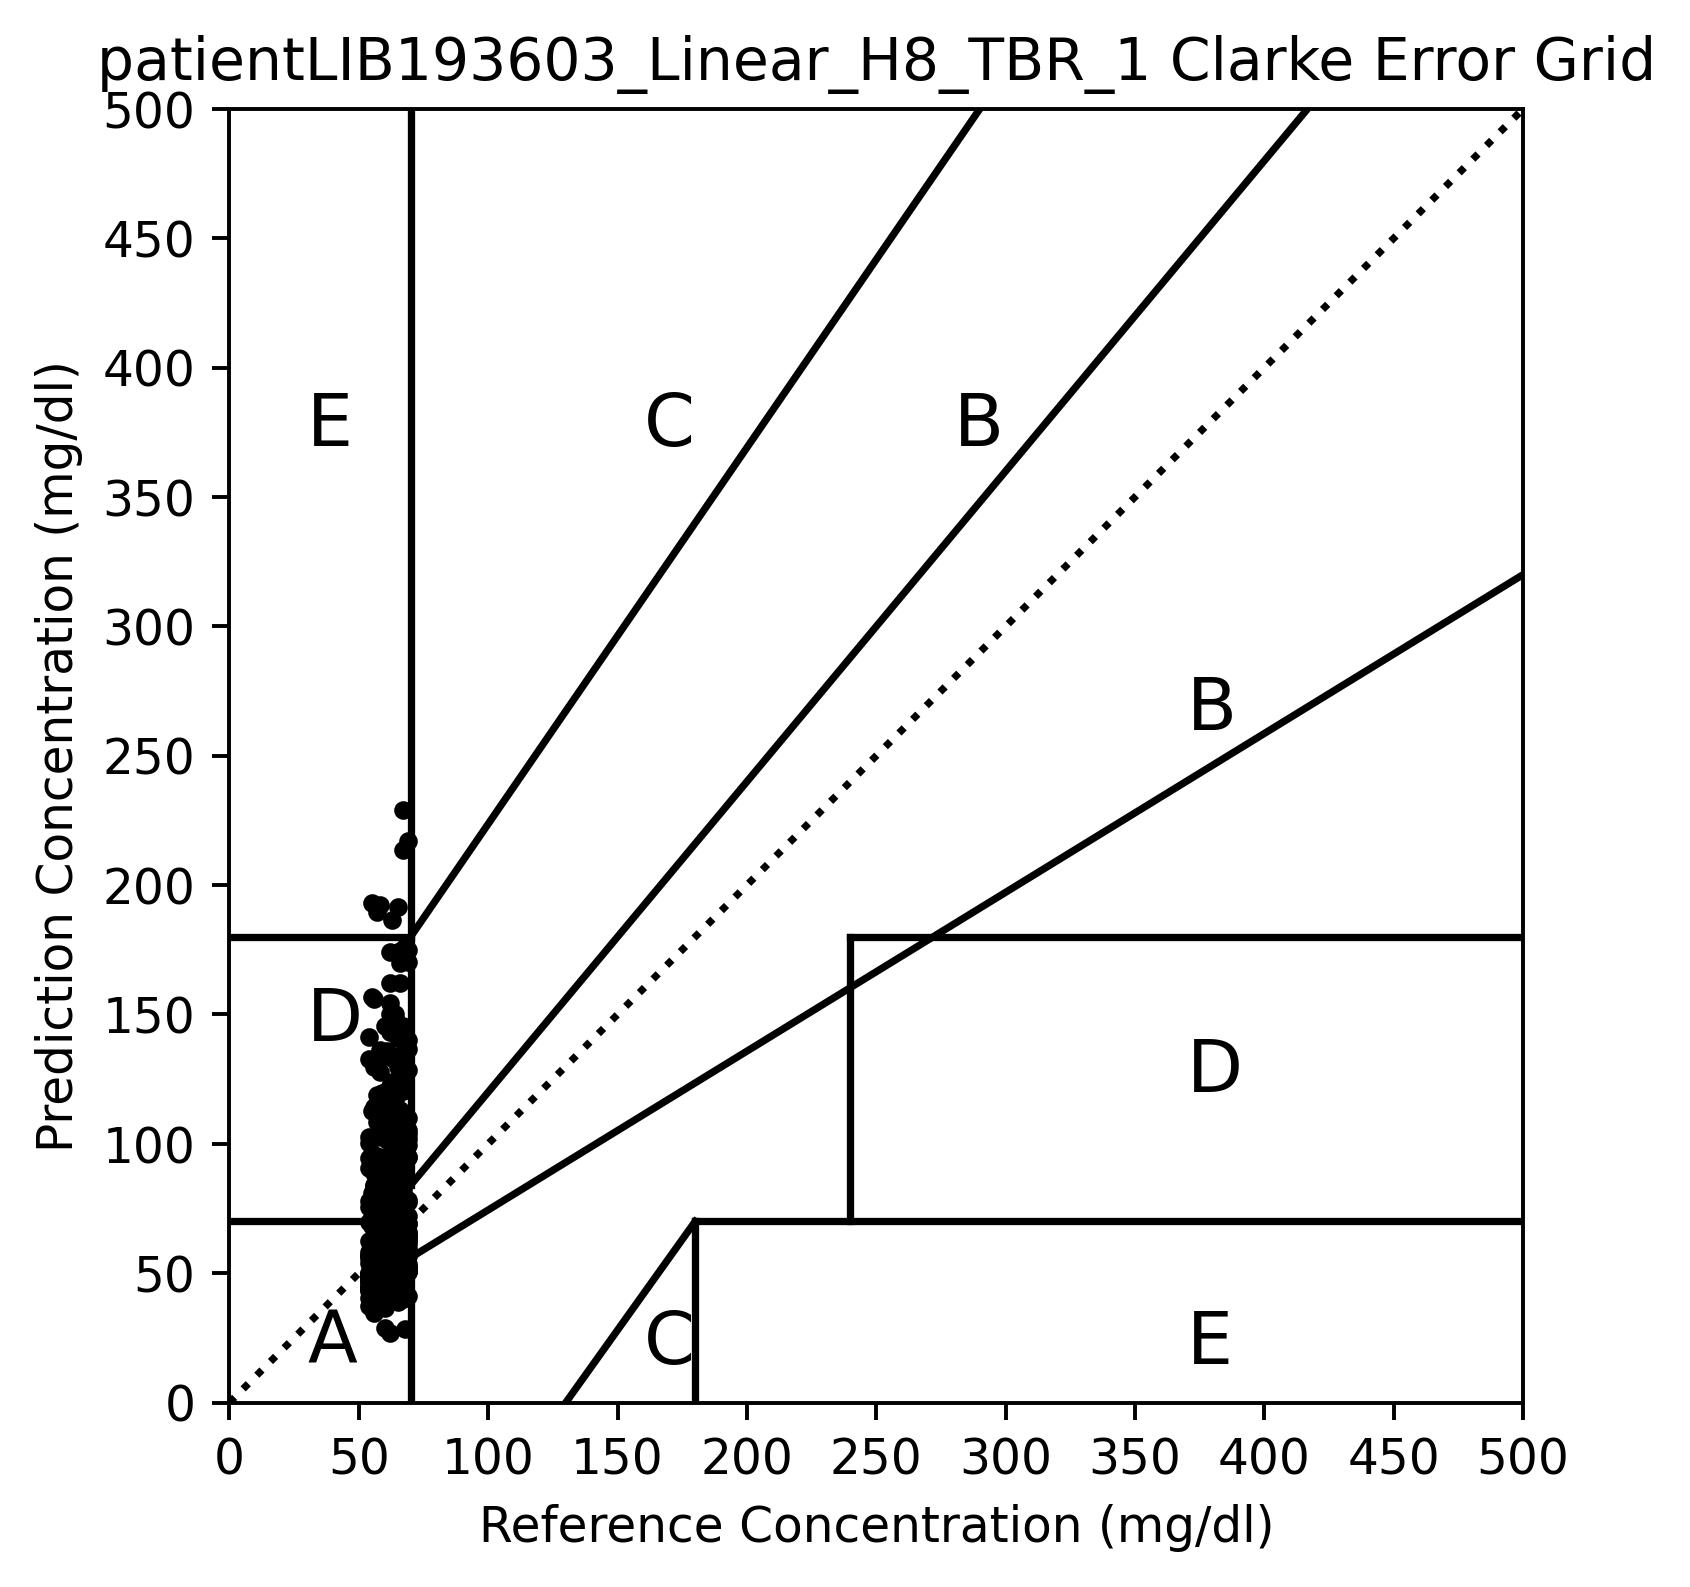 patientLIB193603_Linear_H8_TBR_1 Clarke Error Grid
500
450
400
350
300
250
200
150
100
50
0
Prediction Concentration (mg/dl)
E
C
B
B
D
D
A
C
E
0 50 100 150 200 250 300 350 400 450 500
Reference Concentration (mg/dl)